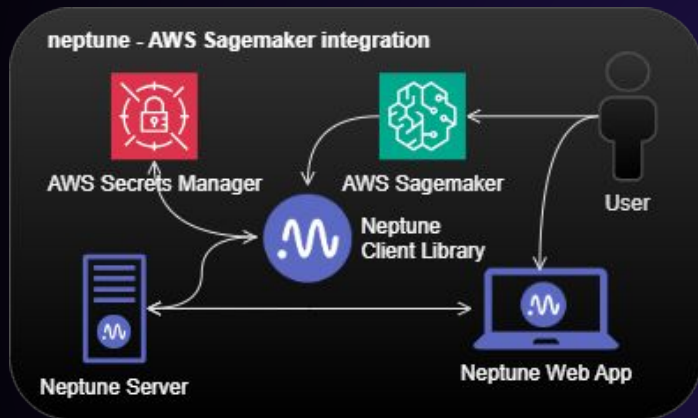 neptune - AWS Sagemaker integration
AWS Secrets Manager
AWS Sagemaker
User
Neptune
Client Library
Neptune Server
Neptune Web App